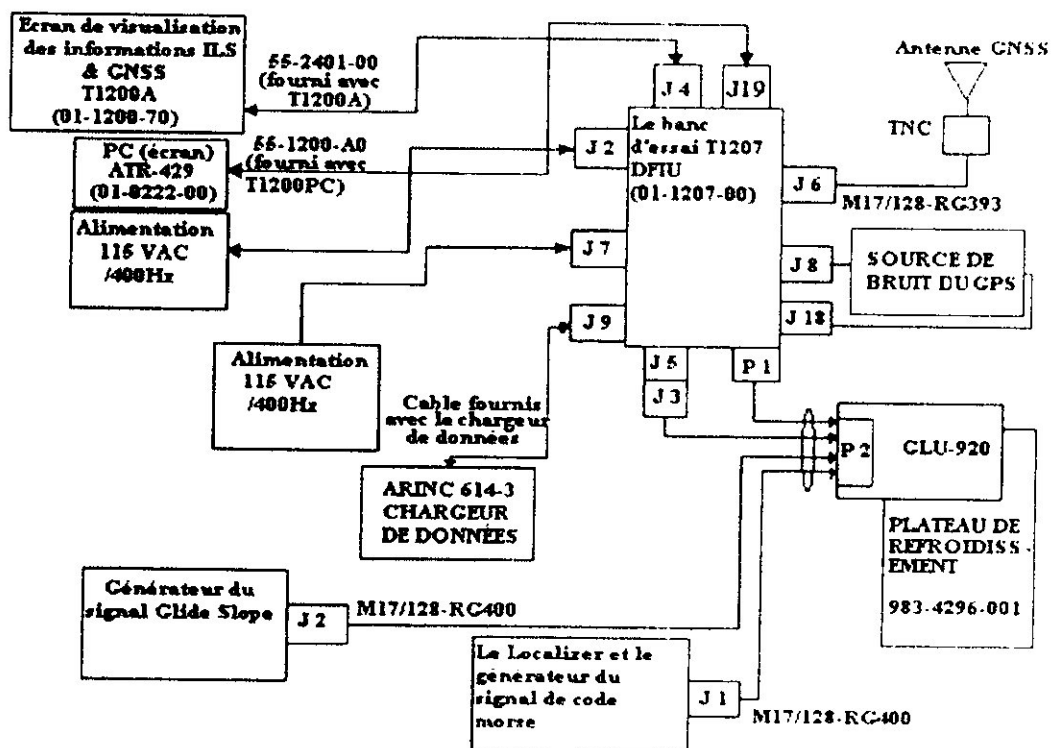 Ecran de visualisation
des informations ILS
& GNSS
T1200A
(01-1200-70)
55-2401-00
(fourni avec
T1200A)
PC (écran)
ATR-429
(01-0222-00)
55-1200-A0
(fourni avec
T1200PC)
Alimentation
115 VAC
/400Hz
Alimentation
115 VAC
/400Hz
J 4
J19
J 2
Le banc
d'essai T1207
DFIU
(01-1207-00)
J 6
J 7
J 8
J 9
J 18
J 5
J 3
P 1
Antenne GNSS
TNC
M17/128-RG393
SOURCE DE
BRUIT DU GPS
Cable fournis
avec le chargeur
de données
ARINC 614-3
CHARGEUR
DE DONNÉES
P 2
GLU-920
PLATEAU DE
REFROIDISS -
EMENT
983-4296-001
Générateur du
signal Glide Slope
J 2
M17/128-RG400
Le Localizer et le
générateur du
signal de code
morse
J 1
M17/128-RG400